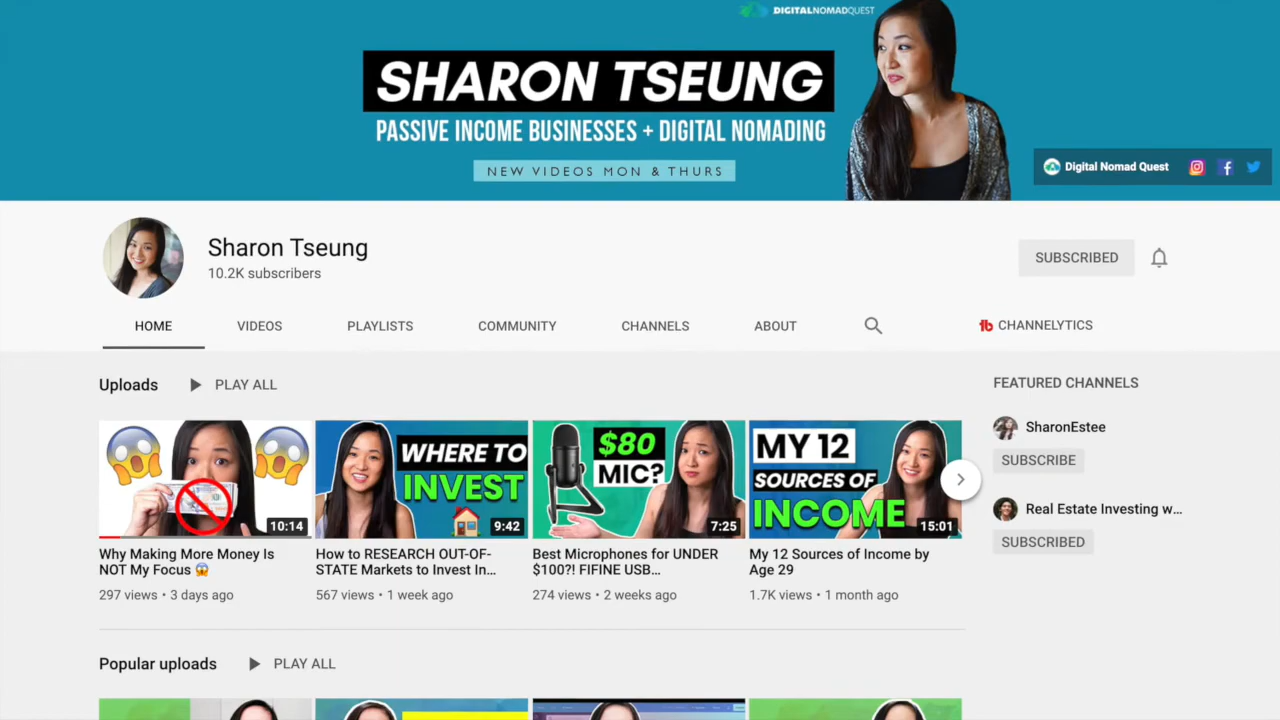 DIGITALNOMADQUEST
SHARON TSEUNG
PASSIVE INCOME BUSINESSES + DIGITAL NOMADING
NEW VIDEOS MON & THURS
Digital Nomad Quest
Sharon Tseung
10.2K subscribers
SUBSCRIBED
HOME
VIDEOS
PLAYLISTS
COMMUNITY
CHANNELS
ABOUT
CHANNELYTICS
Uploads
PLAY ALL
10:14
Why Making More Money Is
NOT My Focus 😱
297 views • 3 days ago
WHERE TO
INVEST
9:42
How to RESEARCH OUT-OF-
STATE Markets to Invest In...
567 views • 1 week ago
$80
MIC?
7:25
Best Microphones for UNDER
$100?! FIFINE USB...
274 views • 2 weeks ago
MY 12
SOURCES OF
INCOME
15:01
My 12 Sources of Income by
Age 29
1.7K views • 1 month ago
FEATURED CHANNELS
SharonEstee
SUBSCRIBE
Real Estate Investing w...
SUBSCRIBED
Popular uploads
PLAY ALL